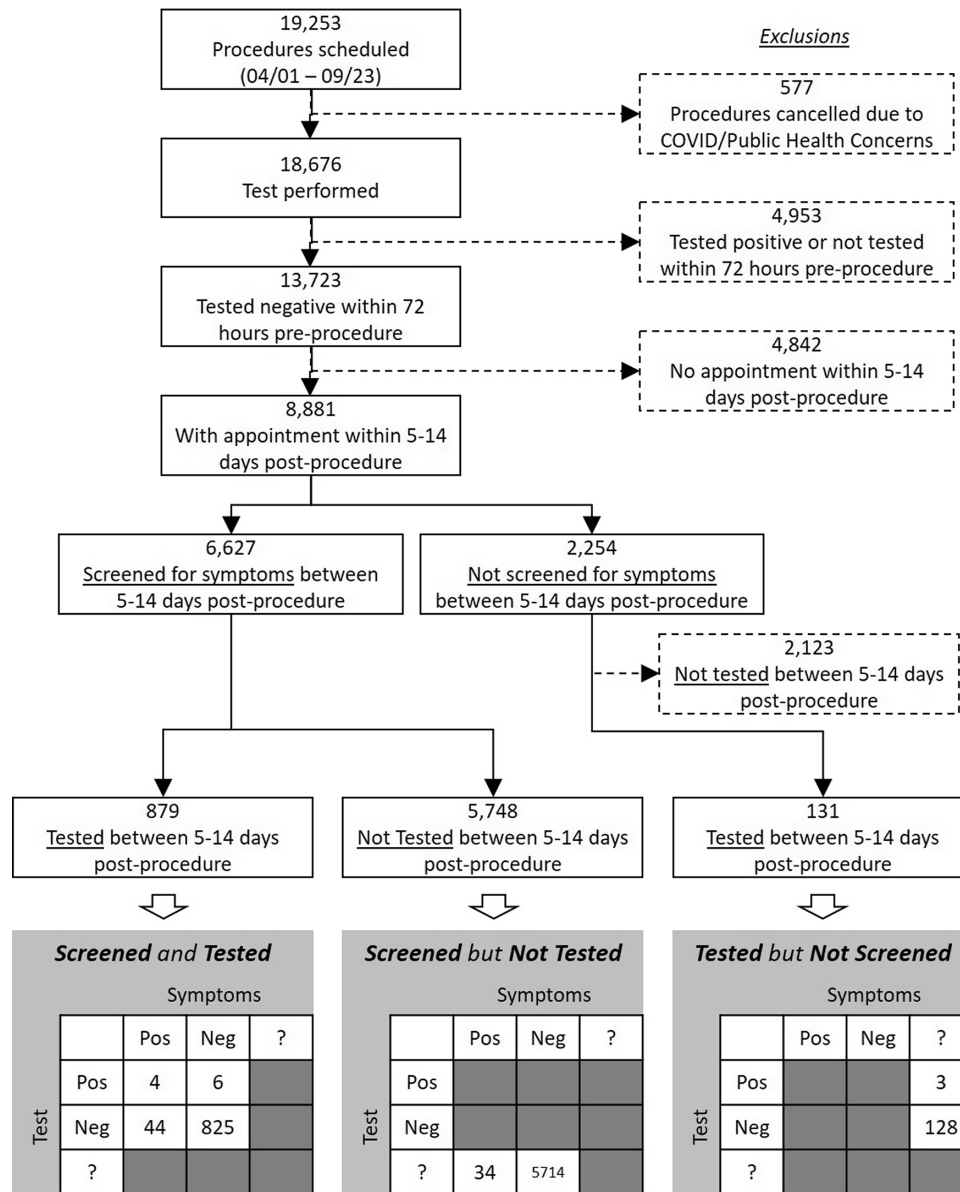 19,253
Procedures scheduled
(04/01 – 09/23)
Exclusions
577
Procedures cancelled due to
COVID/Public Health Concerns
18,676
Test performed
4,953
Tested positive or not tested
within 72 hours pre-procedure
13,723
Tested negative within 72
hours pre-procedure
4,842
No appointment within 5-14
days post-procedure
8,881
With appointment within 5-14
days post-procedure
6,627
Screened for symptoms between
5-14 days post-procedure
2,254
Not screened for symptoms
between 5-14 days post-procedure
2,123
Not tested between 5-14 days
post-procedure
879
Tested between 5-14 days
post-procedure
5,748
Not Tested between 5-14 days
post-procedure
131
Tested between 5-14 days
post-procedure
Screened and Tested
Symptoms
Pos Neg ?
Test
Pos 4 6
Neg 44 825
?
Screened but Not Tested
Symptoms
Pos Neg ?
Test
Pos
Neg
? 34 5714
Tested but Not Screened
Symptoms
Pos Neg ?
Test
Pos 3
Neg 128
?